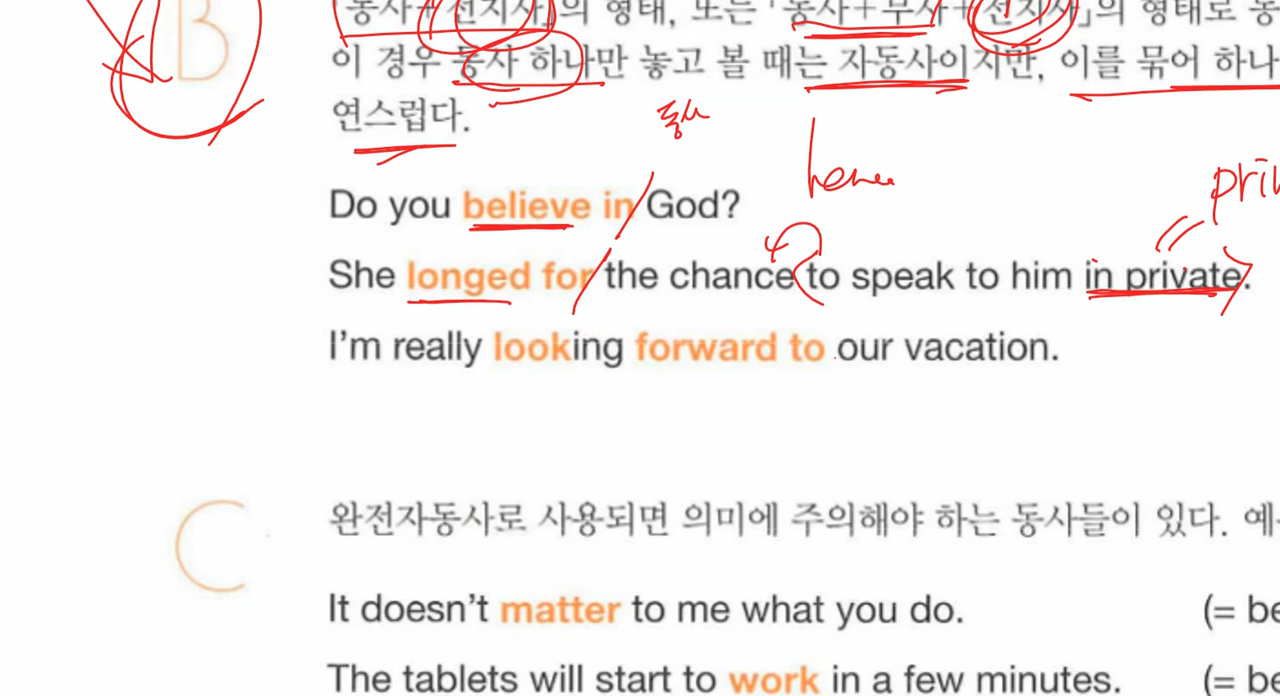 B 「동사+전치사」의 형태, 또는 「동사+부사+전치사」의 형태로 동
이 경우 동사 하나만 놓고 볼 때는 자동사이지만, 이를 묶어 하나
연스럽다.
동사
Do you believe in God?
She longed for the chance to speak to him in private.
I'm really looking forward to our vacation.
C 완전자동사로 사용되면 의미에 주의해야 하는 동사들이 있다. 예
It doesn't matter to me what you do. (= be
The tablets will start to work in a few minutes. (= be